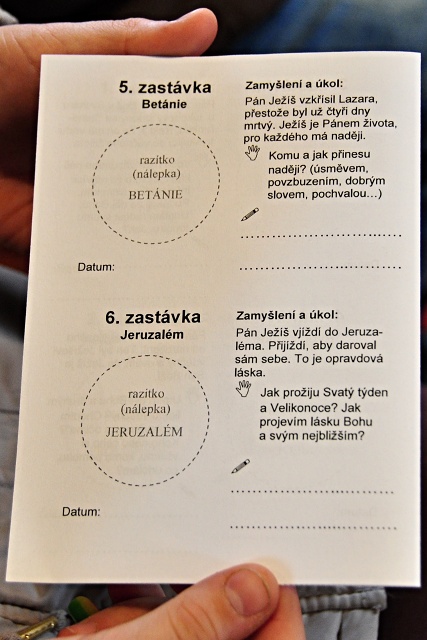 5. zastávka
Betánie
razítko
(nálepka)
BETÁNIE
Datum:
Zamyšlení a úkol:
Pán Ježíš vzkřísil Lazara,
přestože byl už čtyři dny
mrtvý. Ježíš je Pánem života,
pro každého má naději.
Komu a jak přinesu
naději? (úsměvem,
povzbuzením, dobrým
slovem, pochvalou...)
6. zastávka
Jeruzalém
razítko
(nálepka)
JERUZALÉM
Datum:
Zamyšlení a úkol:
Pán Ježíš vjíždí do Jeruza-
léma. Přijíždí, aby daroval
sám sebe. To je opravdová
láska.
Jak prožiju Svatý týden
a Velikonoce? Jak
projevím lásku Bohu
a svým nejbližším?